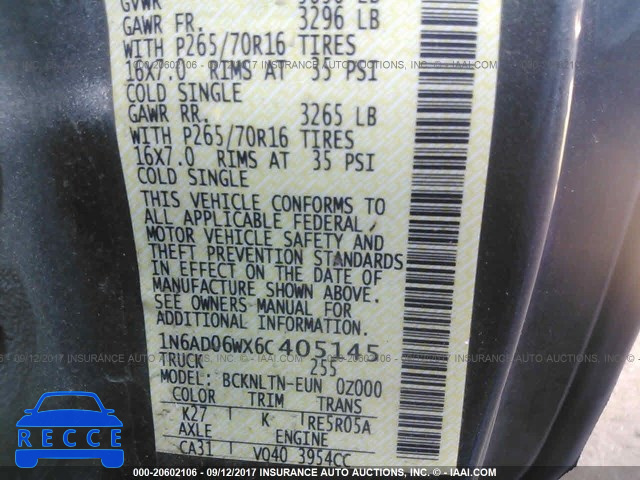 GVWR
GAWR FR. 3296 LB
WITH P265/70R16 TIRES
16X7.0 RIMS AT 35 PSI
COLD SINGLE
GAWR RR. 3265 LB
WITH P265/70R16 TIRES
16X7.0 RIMS AT 35 PSI
COLD SINGLE
THIS VEHICLE CONFORMS TO
ALL APPLICABLE FEDERAL
MOTOR VEHICLE SAFETY AND
THEFT PREVENTION STANDARDS
IN EFFECT ON THE DATE OF
MANUFACTURE SHOWN ABOVE.
SEE OWNERS MANUAL FOR
ADDITIONAL INFORMATION.
1N6AD06WX6C405145
TRUCK 255
MODEL: BCKNLTN-EUN 0Z000
COLOR TRIM TRANS
K27 K RE5R05A
AXLE ENGINE
CA31 VQ40 3954CC
000-20602106 - 09/12/2017 INSURANCE AUTO AUCTIONS - IAAI.COM